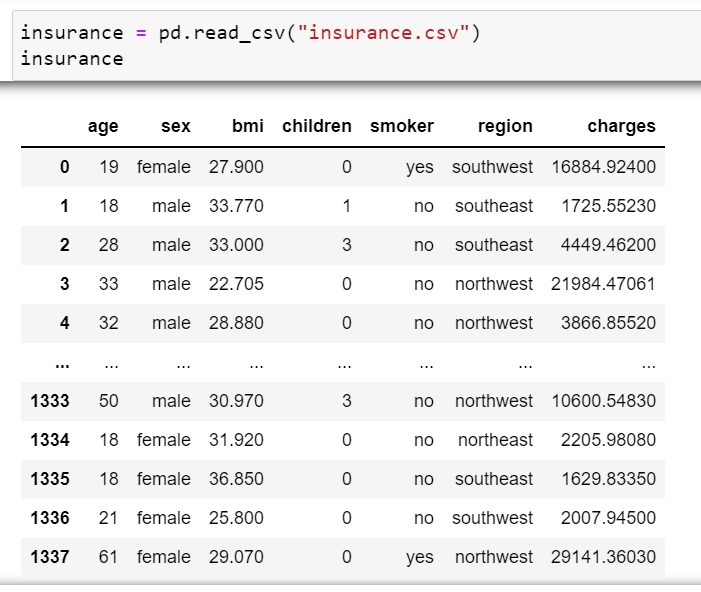 insurance = pd.read_csv("insurance.csv")
insurance
age sex bmi children smoker region charges
0 19 female 27.900 0 yes southwest 16884.92400
1 18 male 33.770 1 no southeast 1725.55230
2 28 male 33.000 3 no southeast 4449.46200
3 33 male 22.705 0 no northwest 21984.47061
4 32 male 28.880 0 no northwest 3866.85520
... ... ... ... ... ... ... ...
1333 50 male 30.970 3 no northwest 10600.54830
1334 18 female 31.920 0 no northeast 2205.98080
1335 18 female 36.850 0 no southeast 1629.83350
1336 21 female 25.800 0 no southwest 2007.94500
1337 61 female 29.070 0 yes northwest 29141.36030